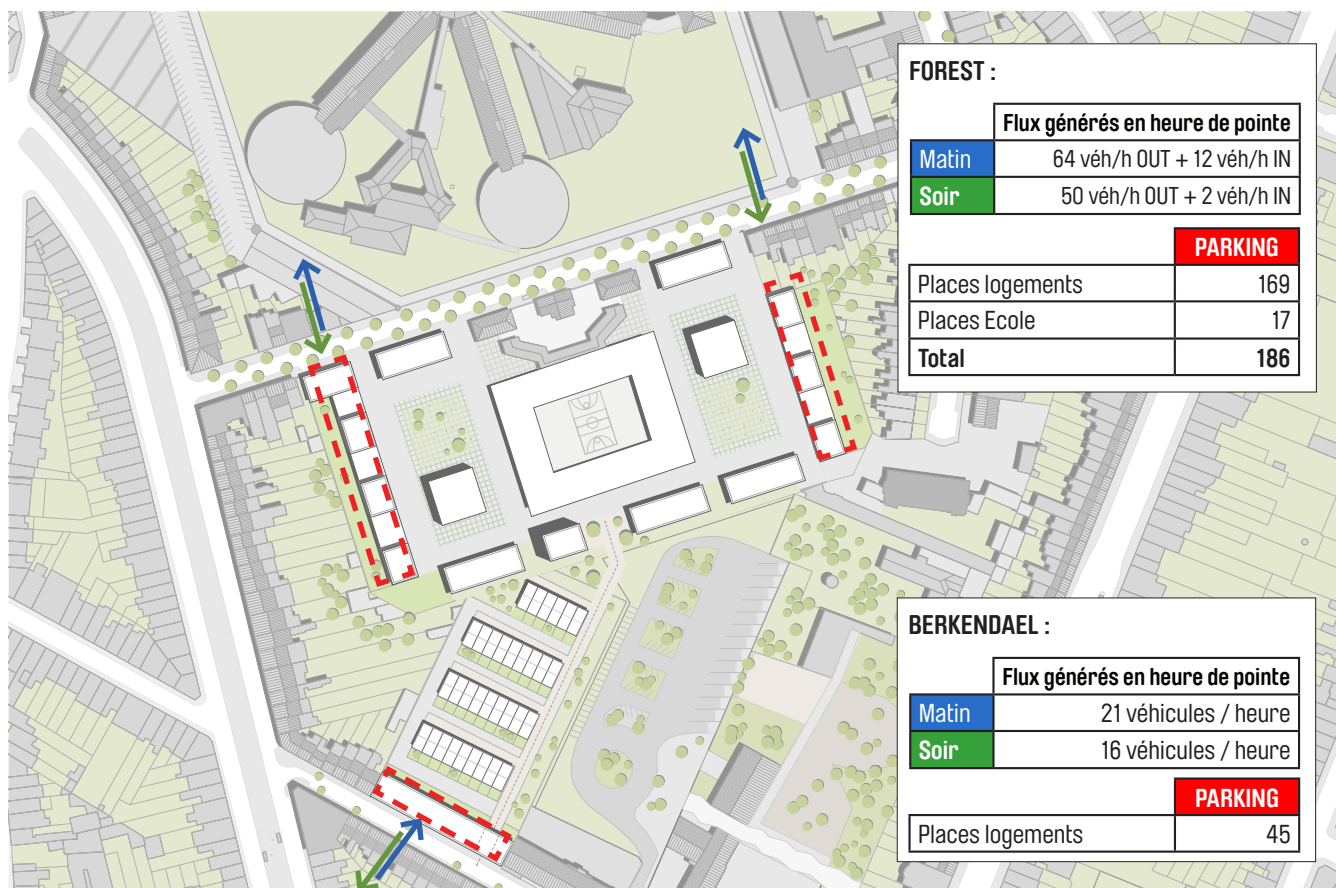 FOREST :
Flux générés en heure de pointe
Matin 64 véh/h OUT + 12 véh/h IN
Soir 50 véh/h OUT + 2 véh/h IN
PARKING
Places logements 169
Places Ecole 17
Total 186
BERKENDAEL :
Flux générés en heure de pointe
Matin 21 véhicules / heure
Soir 16 véhicules / heure
PARKING
Places logements 45